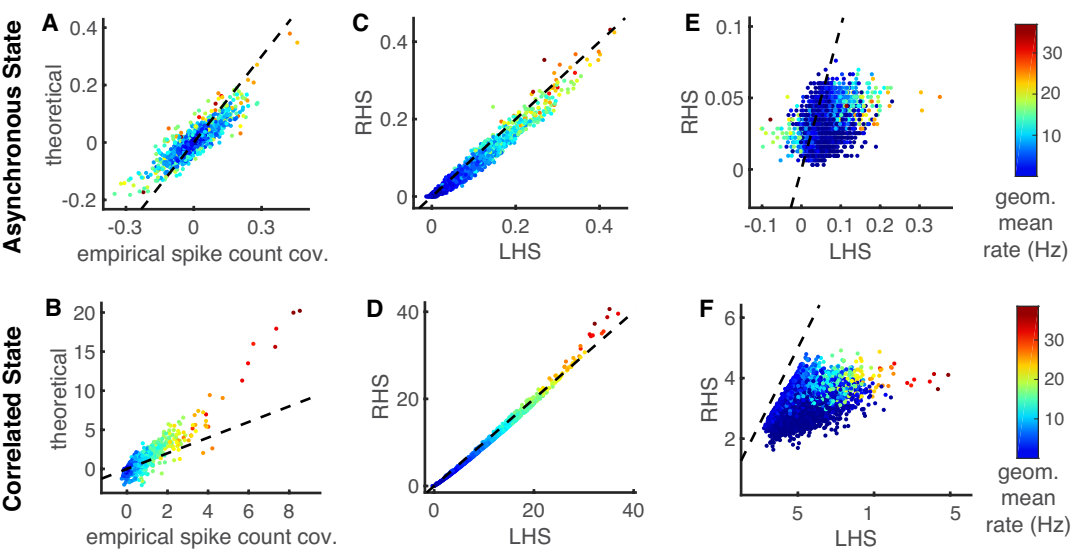 Asynchronous State
A
theoretical
0.4
0.2
0
-0.2
-0.3
0
0.3
empirical spike count cov.
C
RHS
0.4
0.2
0
0
0.2
0.4
LHS
E
RHS
0.1
0.05
0
-0.1
0
0.1
0.2
0.3
LHS
30
20
10
geom.
mean
rate (Hz)
Correlated State
B
theoretical
20
15
10
5
0
0
2
4
6
8
empirical spike count cov.
D
RHS
40
20
0
0
20
40
LHS
F
RHS
6
4
2
5
1
5
LHS
30
20
10
geom.
mean
rate (Hz)